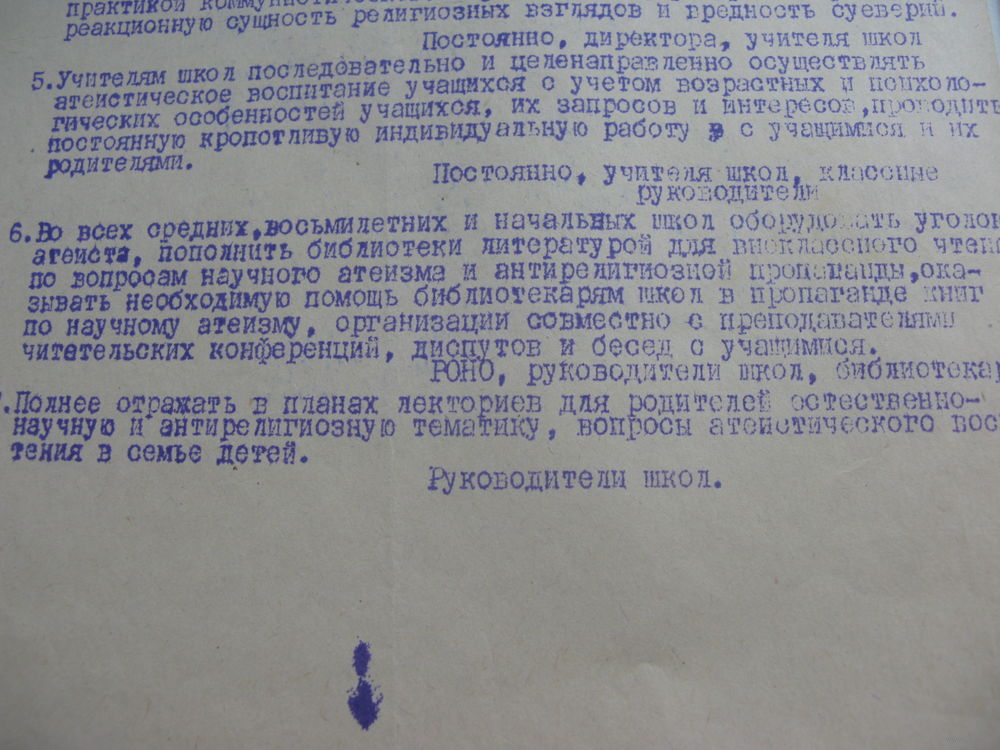 практикой коммунистического
реакционную сущность религиозных взглядов и вредность суеверий.
Постоянно, директора, учителя школ
5.Учителям школ последовательно и целенаправленно осуществлять
атеистическое воспитание учащихся с учетом возрастных и психоло-
гических особенностей учащихся, их запросов и интересов,проводить
постоянную кропотливую индивидуальную работу с учащимися и их
родителями.
Постоянно, учителя школ, классные
руководители
6.Во всех средних,восьмилетних и начальных школ оборудовать уголок
атеиста, пополнить библиотеки литературой для внеклассного чтен
по вопросам научного атеизма и антирелигиозной пропаганды,ока-
зывать необходимую помощь библиотекарям школ в пропаганде книг
по научному атеизму, организации совместно с преподавателями
читательских конференций, диспутов и бесед с учащимися.
РОНО, руководители школ, библиотекар
.Полнее отражать в планах лекториев для родителей естественно-
научную и антирелигиозную тематику, вопросы атеистического вос
тения в семье детей.
Руководители школ.